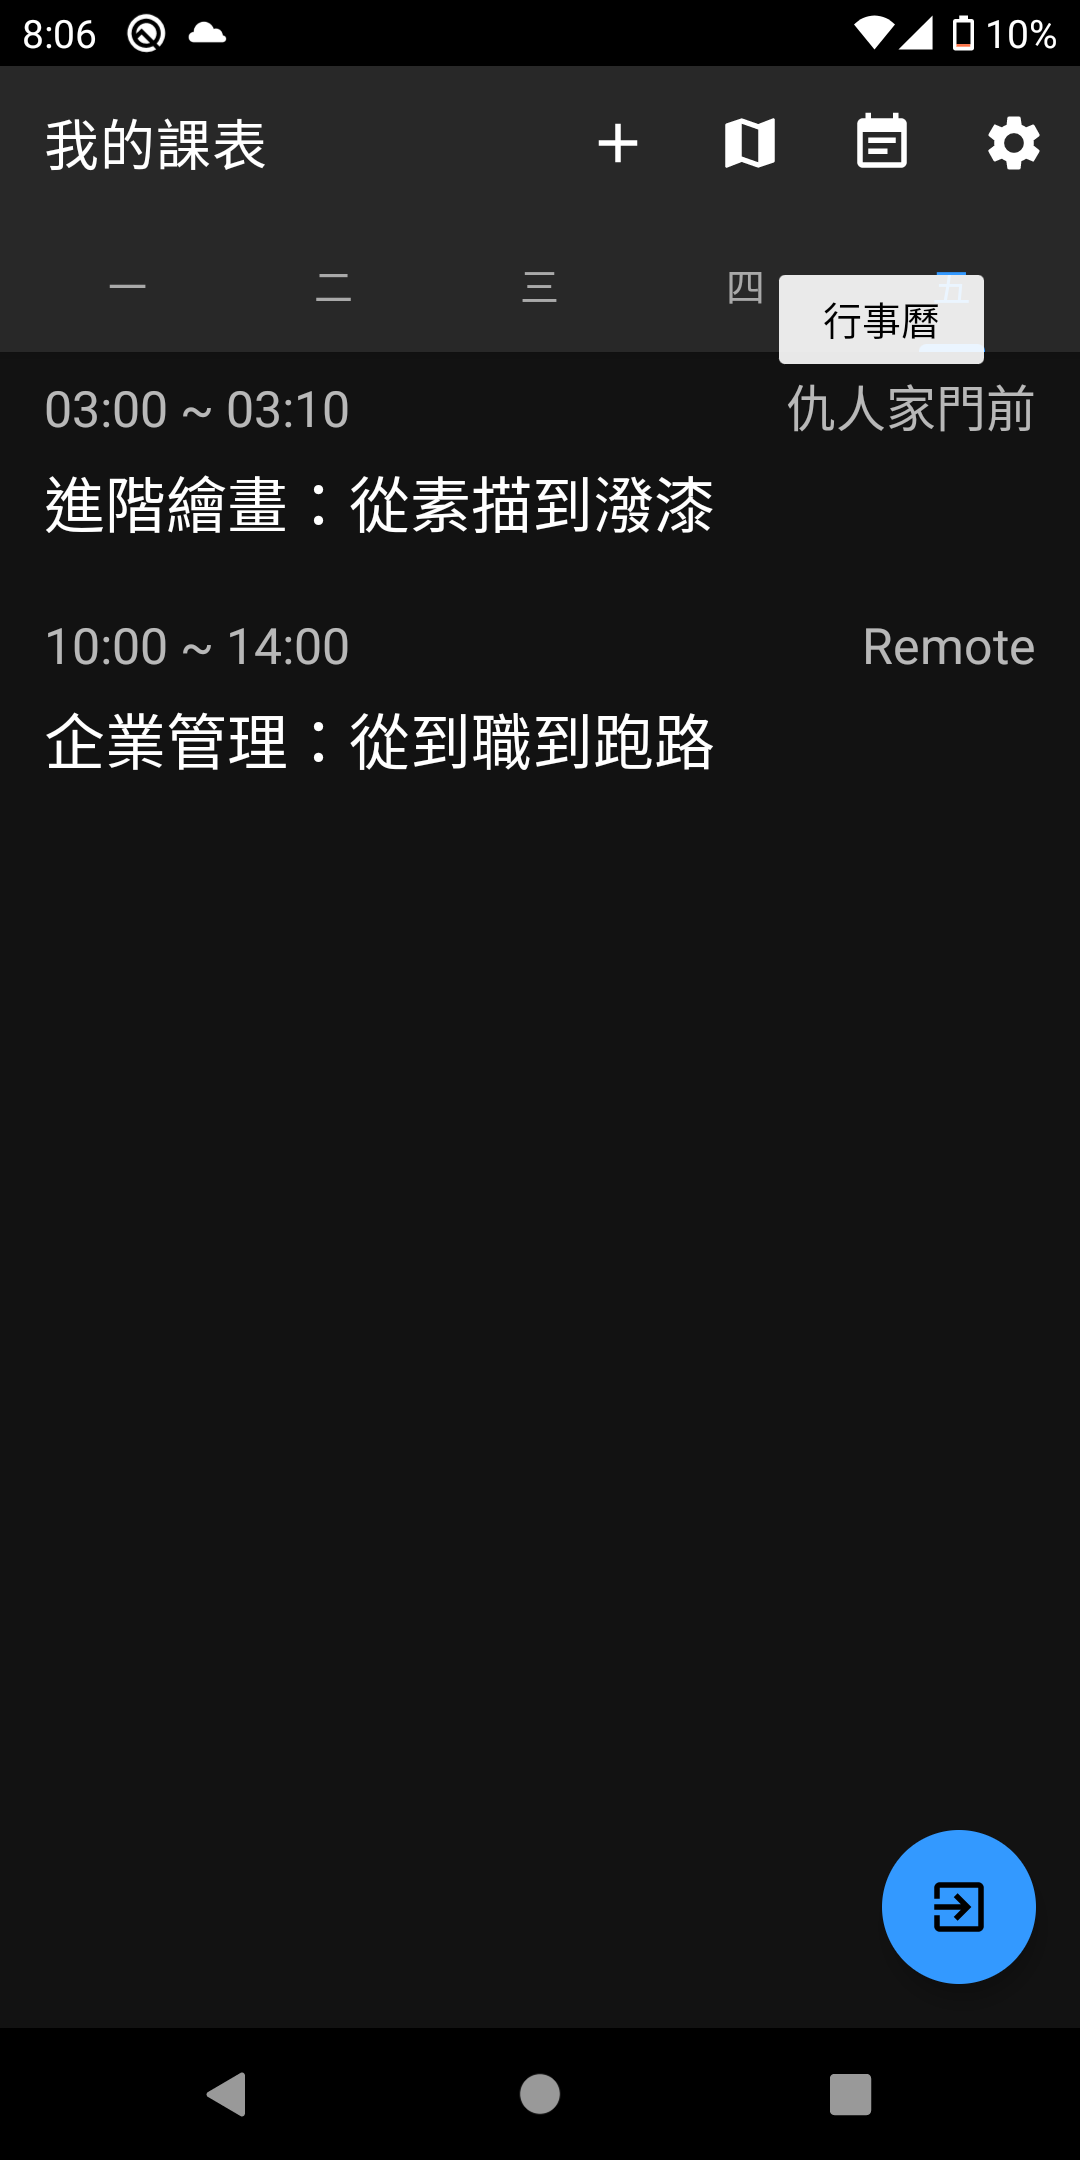 8:06
10%
我的課表
一 二 三 四 五
行事曆
03:00 ~ 03:10 仇人家門前
進階繪畫：從素描到潑漆
10:00 ~ 14:00 Remote
企業管理：從到職到跑路